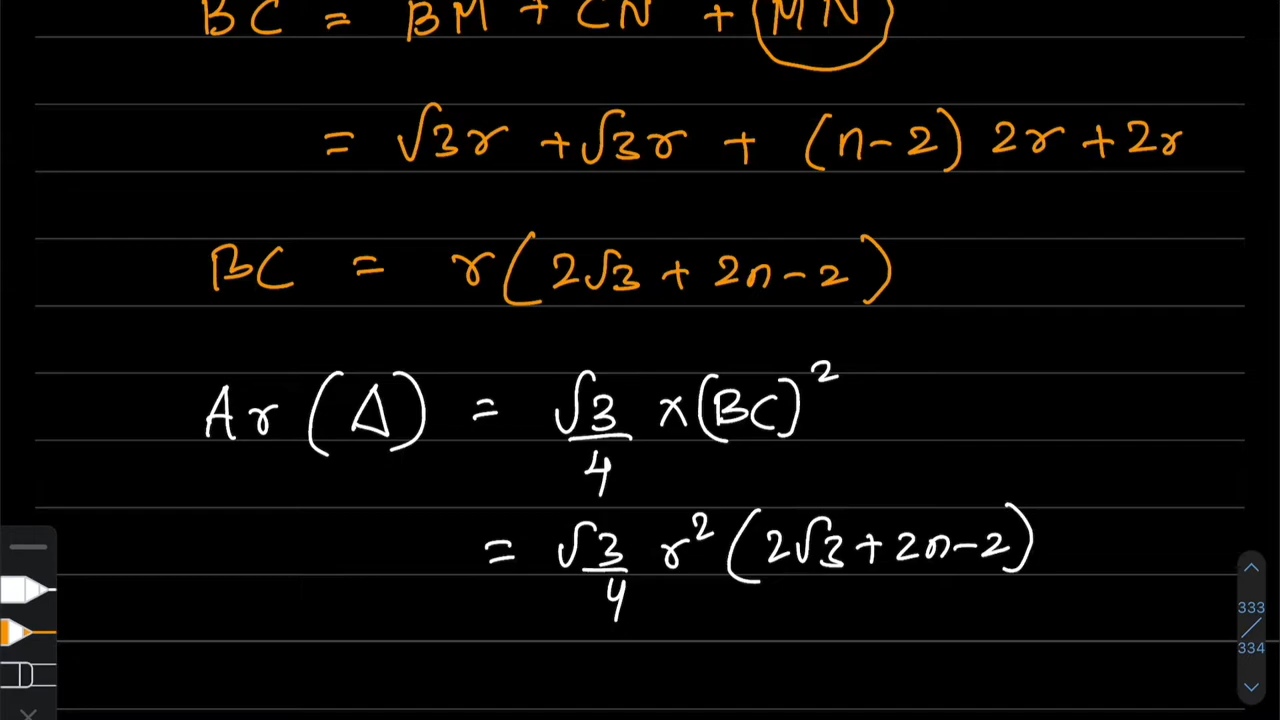 BC = BM + CN + MN
= √3r + √3r + (n-2) 2r + 2r
BC = r(2√3 + 2n-2)
Ar(Δ) = √3/4 × (BC)²
= √3/4 r² (2√3 + 2n-2)
333
334